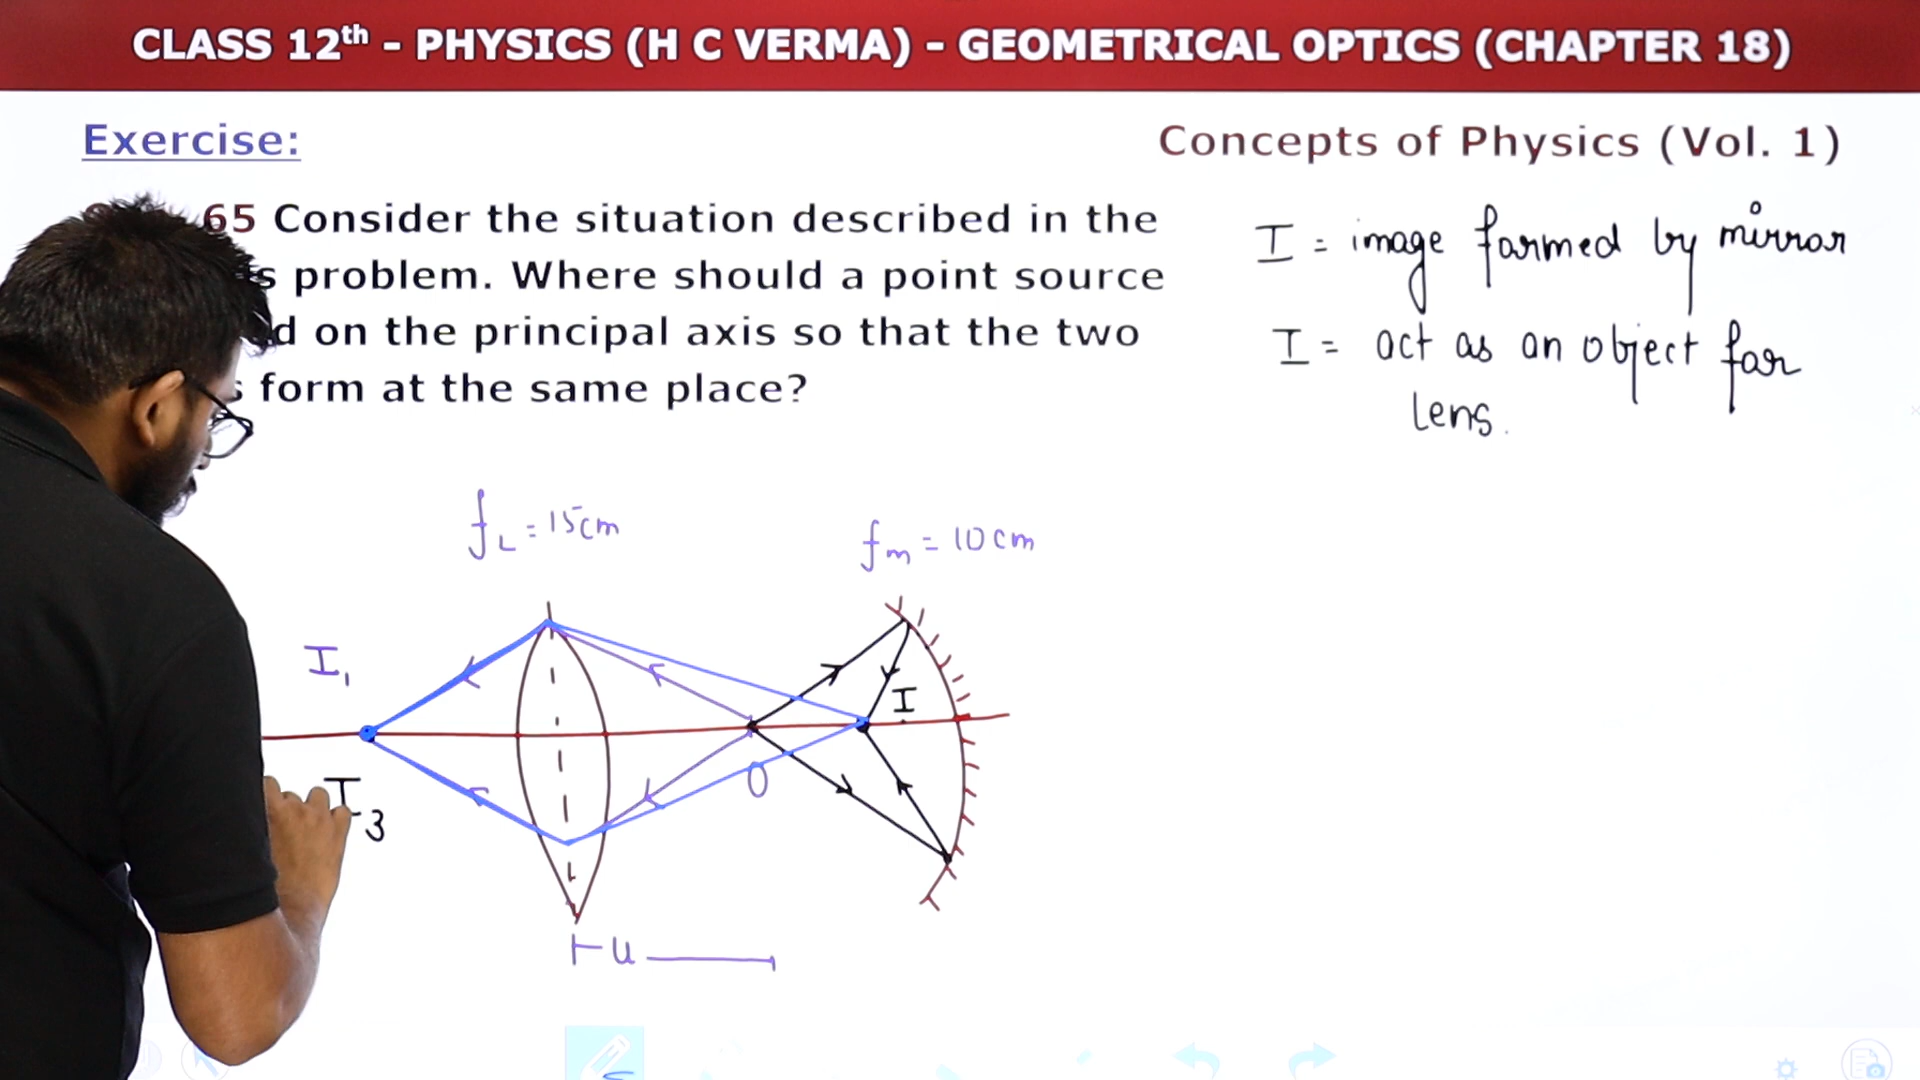 CLASS 12th - PHYSICS (H C VERMA) - GEOMETRICAL OPTICS (CHAPTER 18)
Exercise:
Concepts of Physics (Vol. 1)
65 Consider the situation described in the
s problem. Where should a point source
d on the principal axis so that the two
s form at the same place?
I = image formed by mirror
I = act as an object for
lens.
fL = 15cm
fm = 10cm
I1
I
O
I3
u